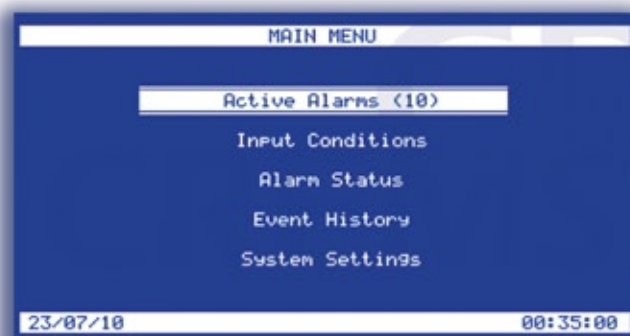 MAIN MENU
Active Alarms (10)
Input Conditions
Alarm Status
Event History
System Settings
23/07/10 00:35:00